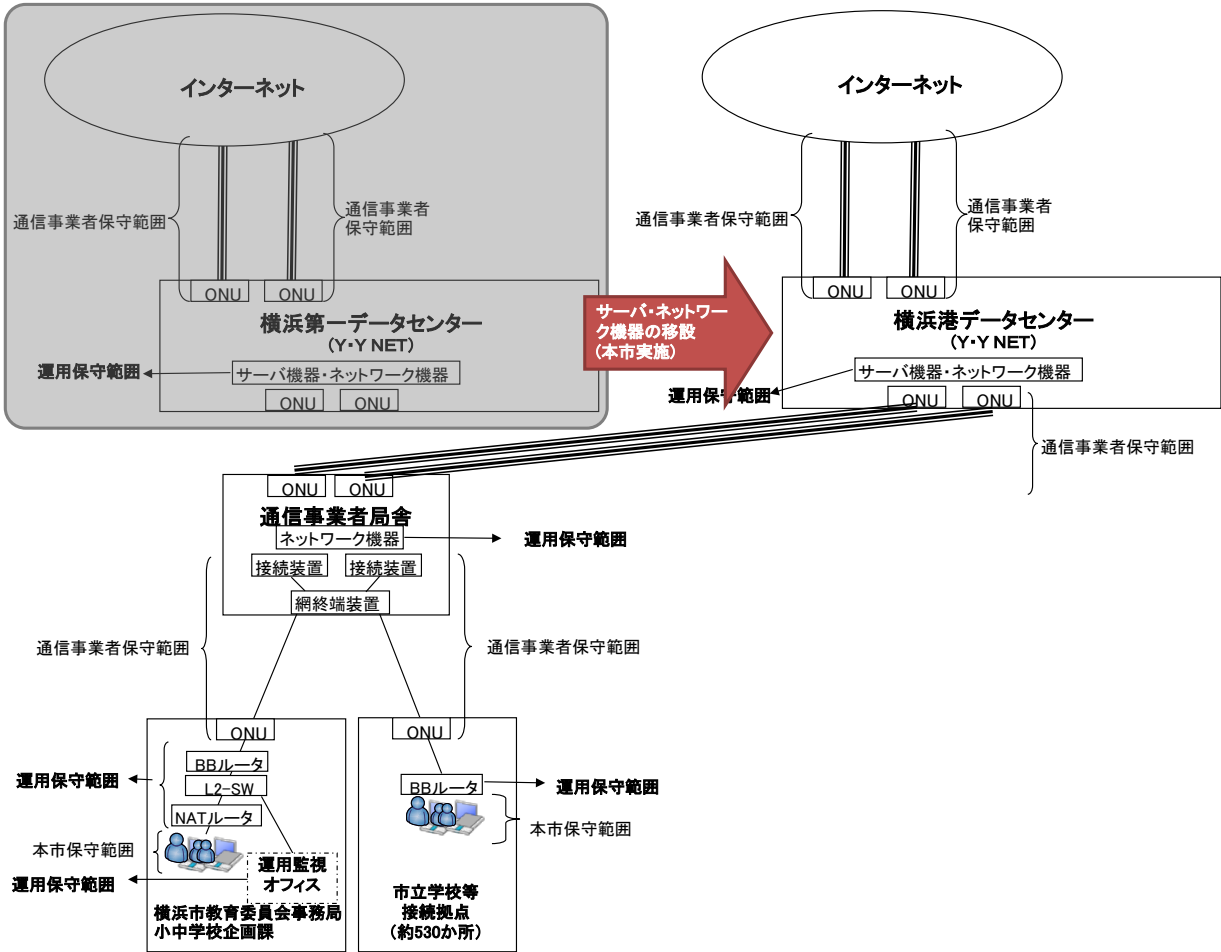 インターネット
インターネット
通信事業者保守範囲
通信事業者
保守範囲
通信事業者保守範囲
通信事業者
保守範囲
ONU
ONU
横浜第一データセンター
(Y・Y NET)
運用保守範囲
サーバ機器・ネットワーク機器
ONU
ONU
サーバ・ネットワー
ク機器の移設
(本市実施)
ONU
ONU
横浜港データセンター
(Y・Y NET)
サーバ機器・ネットワーク機器
運用保守範囲
ONU
ONU
通信事業者保守範囲
ONU
ONU
通信事業者局舎
ネットワーク機器
運用保守範囲
接続装置
接続装置
網終端装置
通信事業者保守範囲
通信事業者保守範囲
ONU
BBルータ
運用保守範囲
L2-SW
NATルータ
本市保守範囲
運用監視
オフィス
運用保守範囲
横浜市教育委員会事務局
小中学校企画課
ONU
BBルータ
運用保守範囲
本市保守範囲
市立学校等
接続拠点
(約530か所)